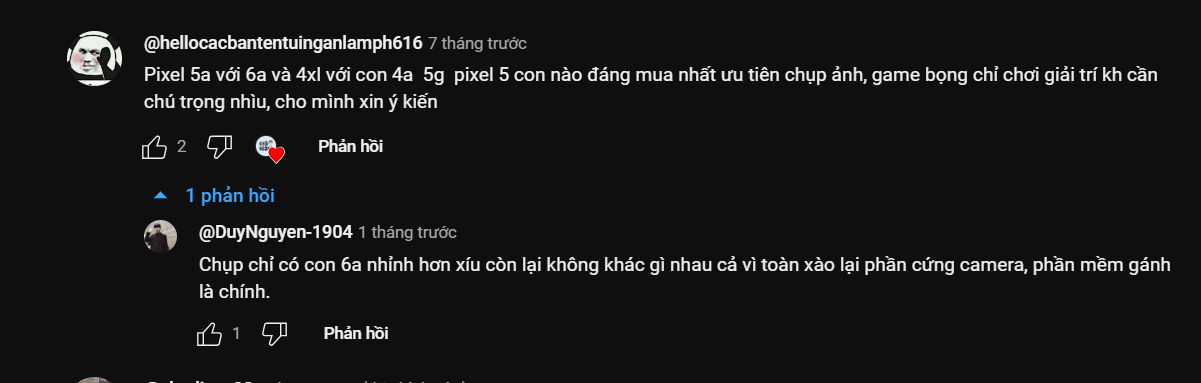 @hellocacbantentuinganlamph616 7 tháng trước
Pixel 5a với 6a và 4xl với con 4a 5g pixel 5 con nào đáng mua nhất ưu tiên chụp ảnh, game bọng chỉ chơi giải trí kh cần
chú trọng nhìu, cho mình xin ý kiến
2 Phản hồi
1 phản hồi
@DuyNguyen-1904 1 tháng trước
Chụp chỉ có con 6a nhỉnh hơn xíu còn lại không khác gì nhau cả vì toàn xào lại phần cứng camera, phần mềm gánh
là chính.
1 Phản hồi